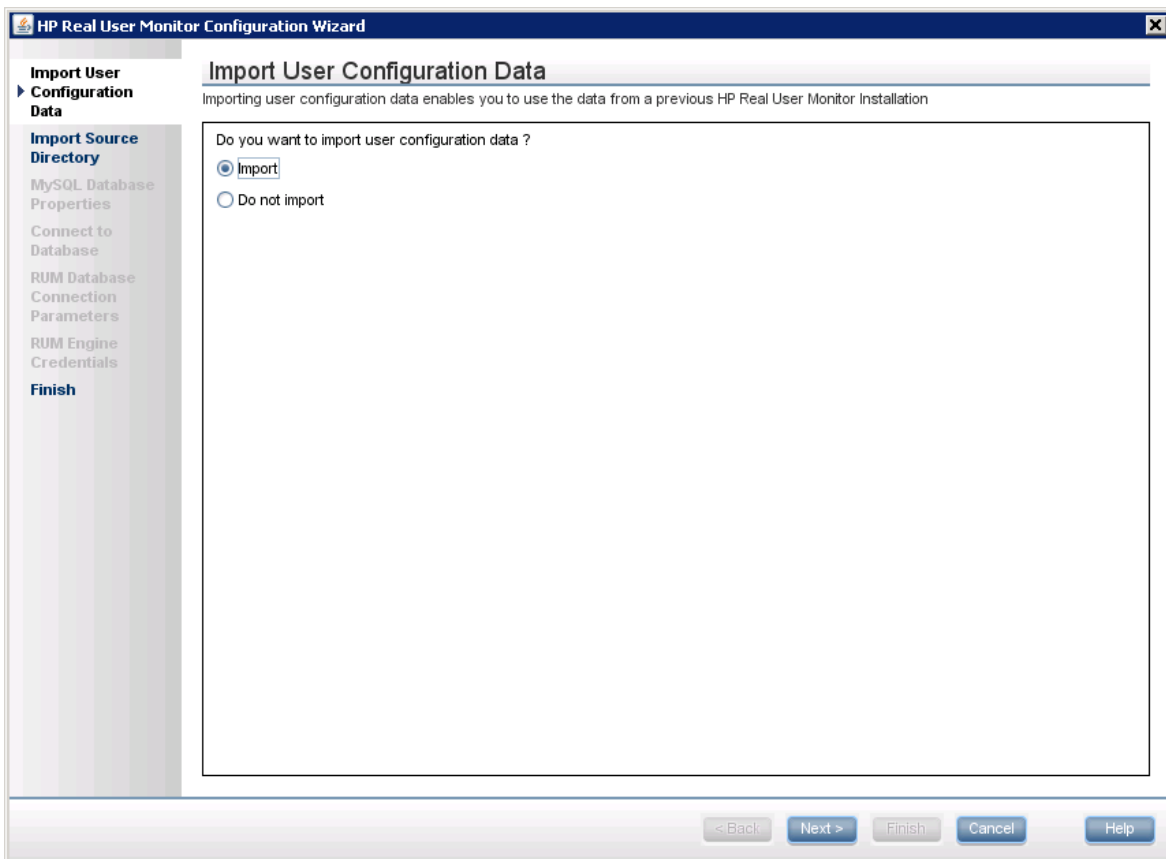 HP Real User Monitor Configuration Wizard
Import User
Configuration
Data
Import Source
Directory
MySQL Database
Properties
Connect to
Database
RUM Database
Connection
Parameters
RUM Engine
Credentials
Finish
Import User Configuration Data
Importing user configuration data enables you to use the data from a previous HP Real User Monitor Installation
Do you want to import user configuration data ?
Import
Do not import
< Back
Next >
Finish
Cancel
Help